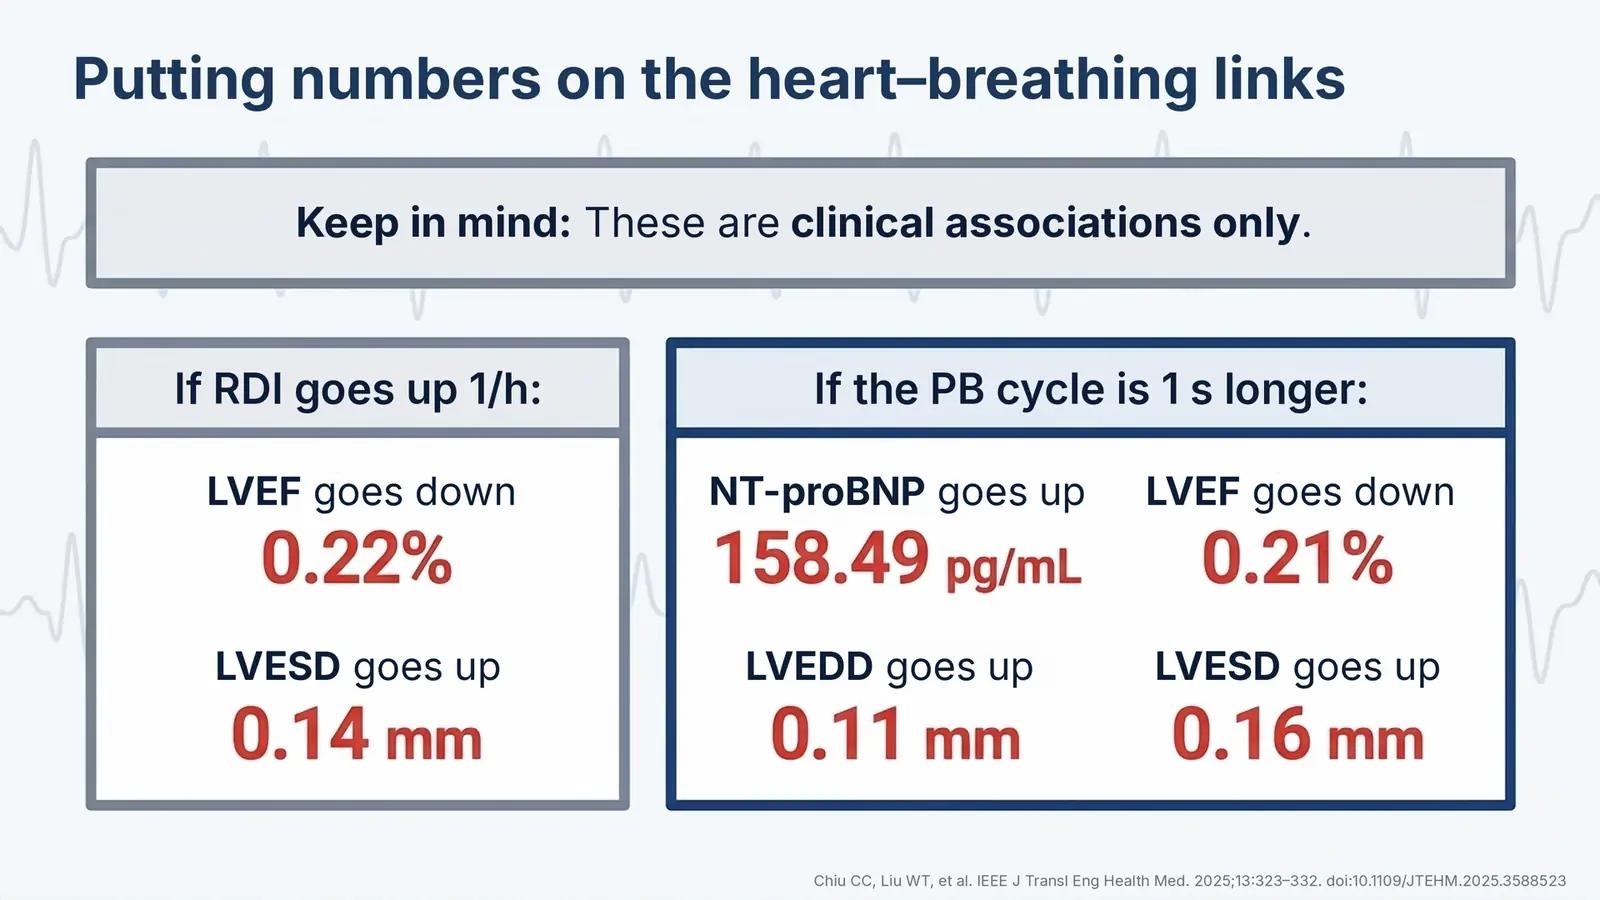 Putting numbers on the heart–breathing links
Keep in mind: These are clinical associations only.
If RDI goes up 1/h:
LVEF goes down
0.22%
LVESD goes up
0.14 mm
If the PB cycle is 1 s longer:
NT-proBNP goes up
158.49 pg/mL
LVEF goes down
0.21%
LVEDD goes up
0.11 mm
LVESD goes up
0.16 mm
Chiu CC, Liu WT, et al. IEEE J Transl Eng Health Med. 2025;13:323–332. doi:10.1109/JTEHM.2025.3588523